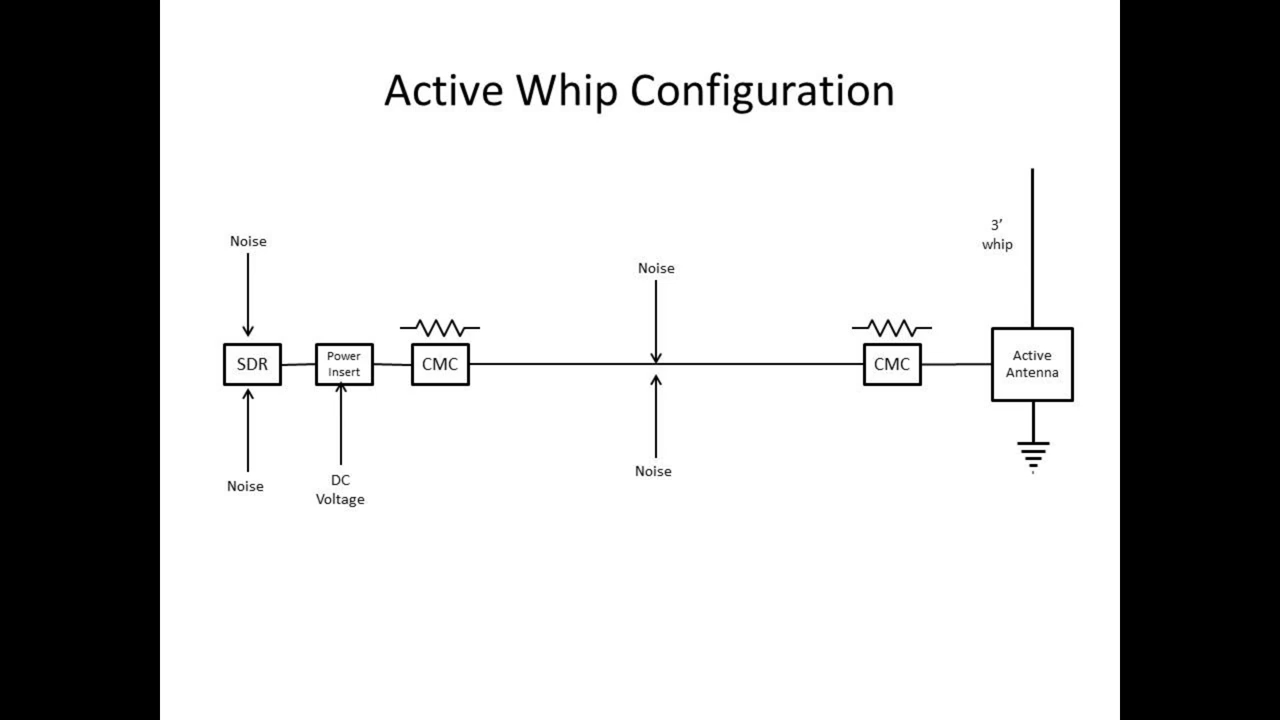 Active Whip Configuration
3’
whip
Noise
Noise
SDR
Power
Insert
CMC
CMC
Active
Antenna
Noise
DC
Voltage
Noise